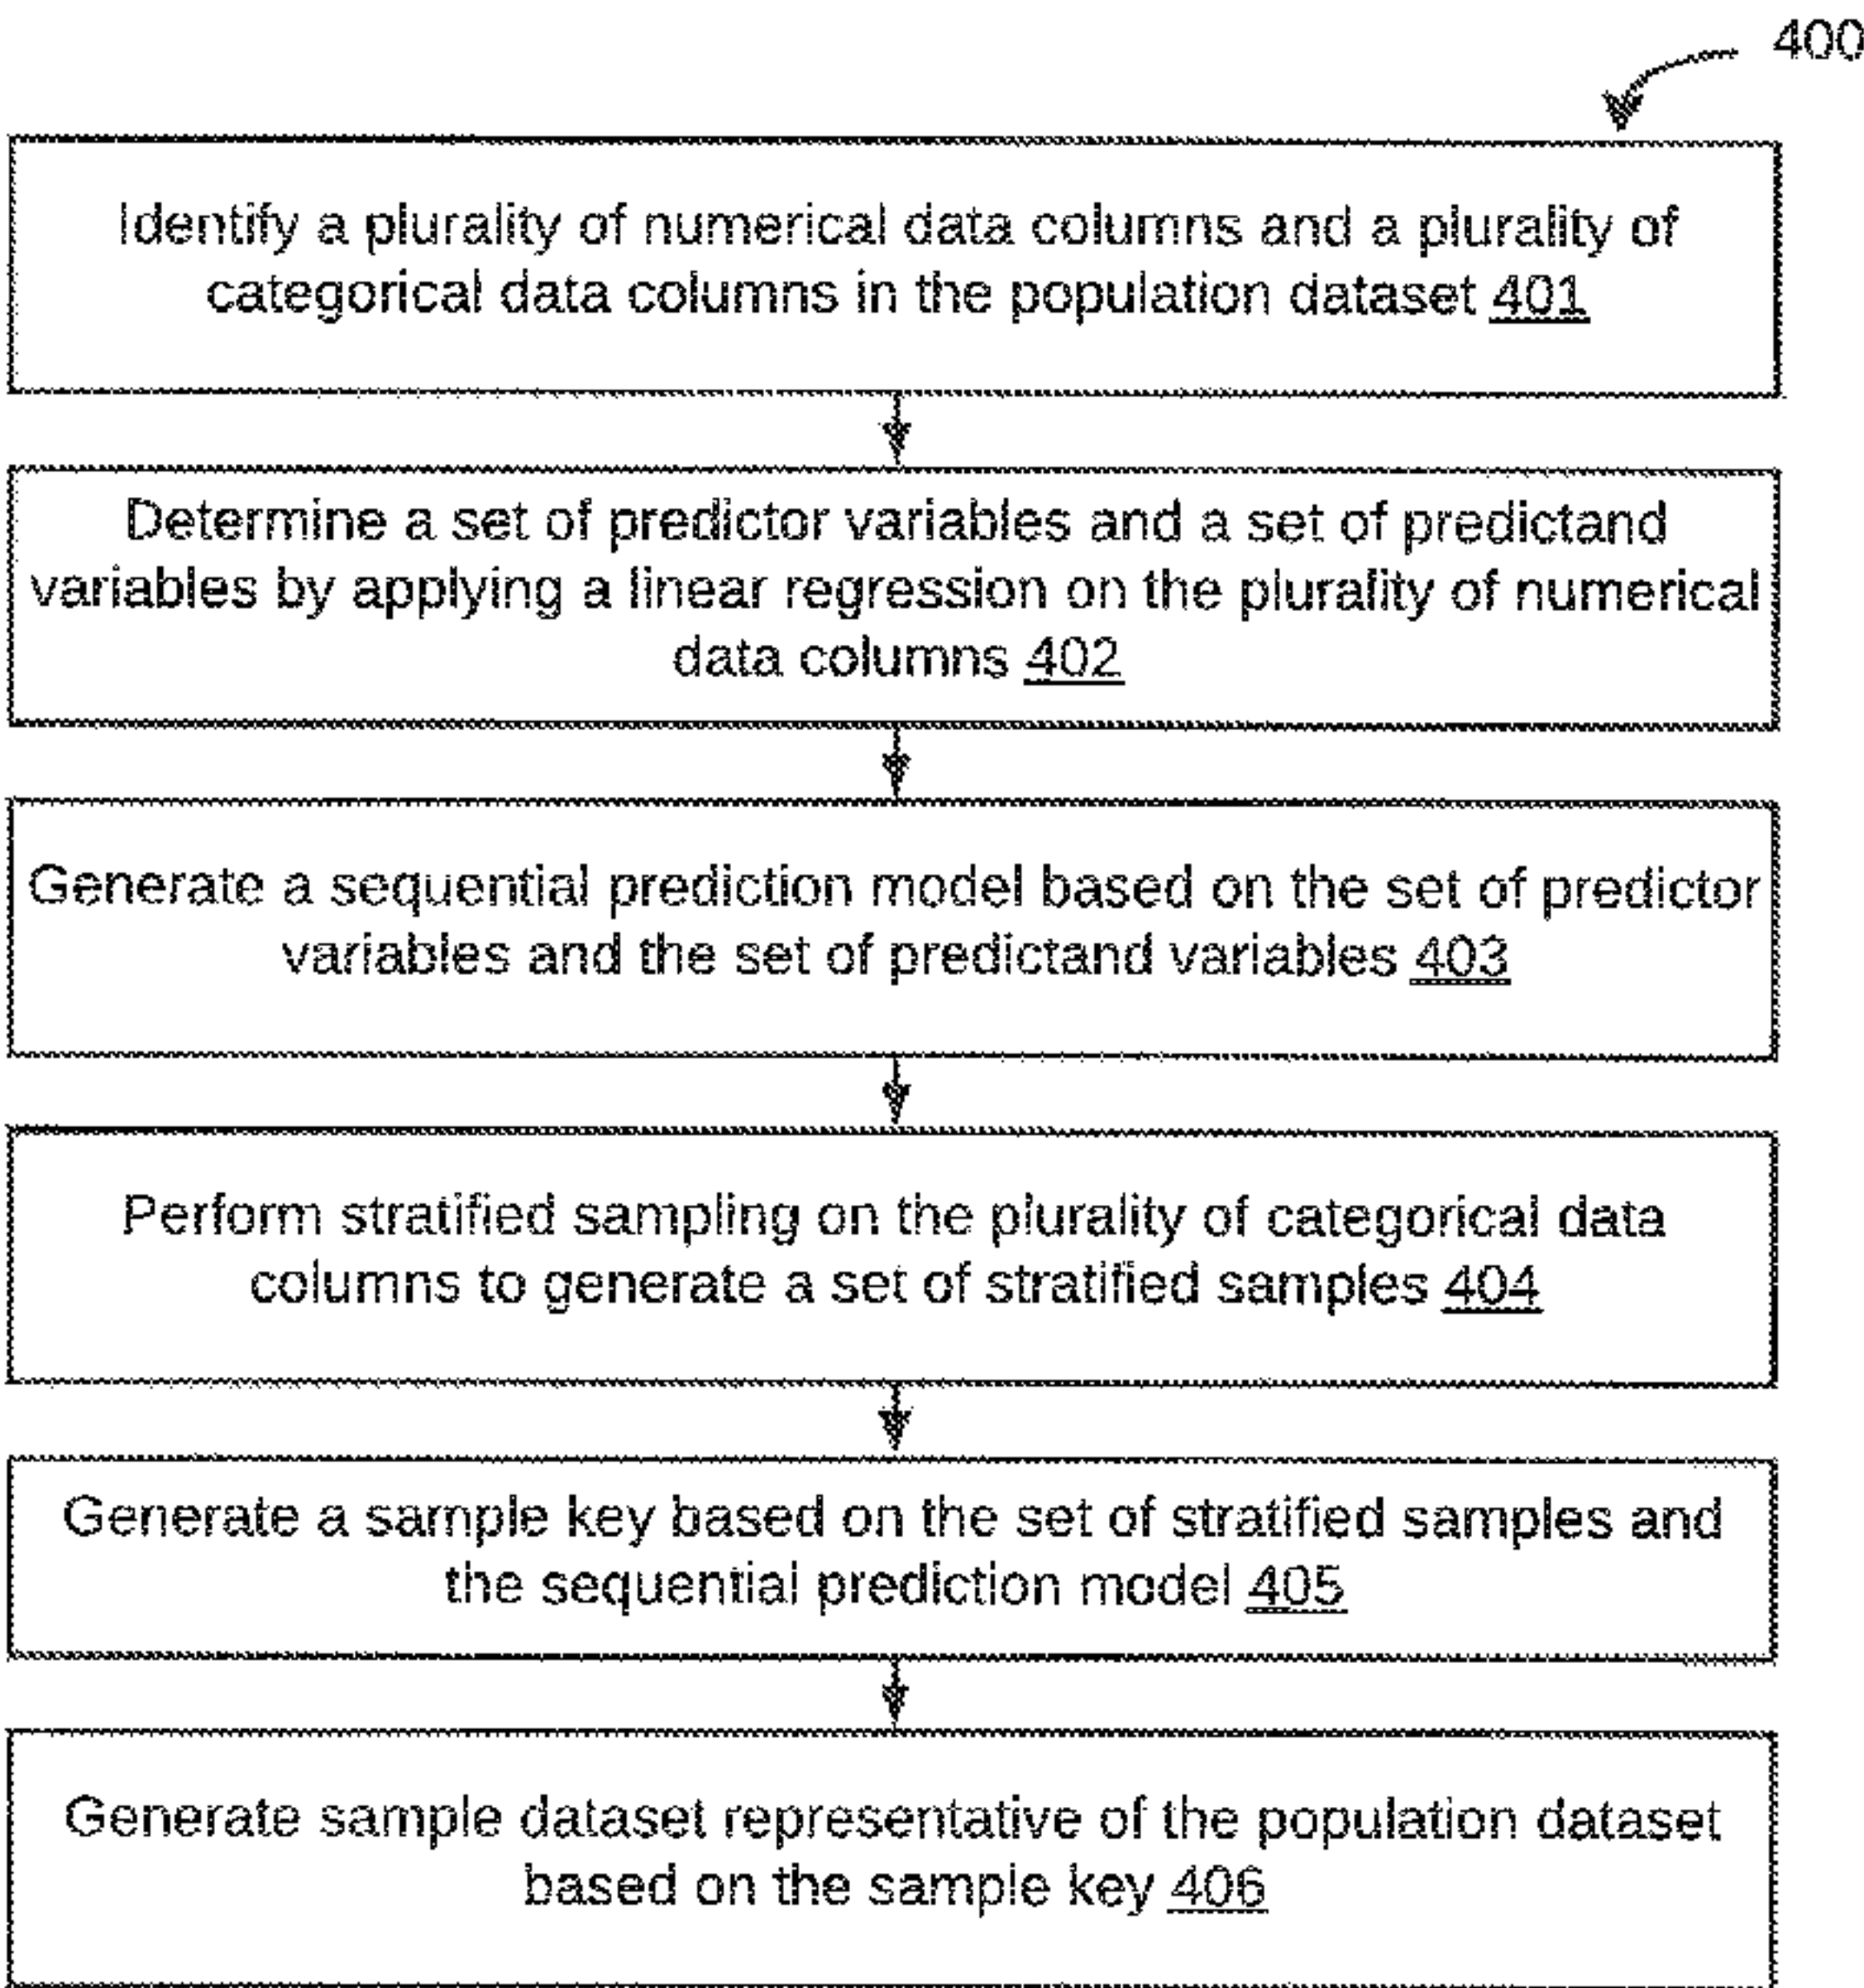 400
Identify a plurality of numerical data columns and a plurality of
categorical data columns in the population dataset 401
Determine a set of predictor variables and a set of predictand
variables by applying a linear regression on the plurality of numerical
data columns 402
Generate a sequential prediction model based on the set of predictor
variables and the set of predictand variables 403
Perform stratified sampling on the plurality of categorical data
columns to generate a set of stratified samples 404
Generate a sample key based on the set of stratified samples and
the sequential prediction model 405
Generate sample dataset representative of the population dataset
based on the sample key 406